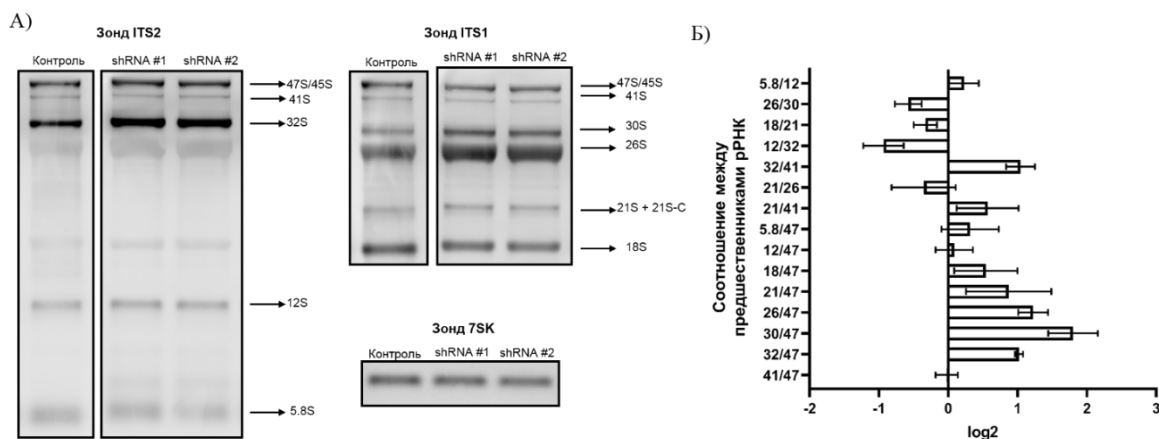 А)
Зонд ITS2
Контроль
shRNA #1
shRNA #2
47S/45S
41S
32S
12S
5.8S
Зонд ITS1
Контроль
shRNA #1
shRNA #2
47S/45S
41S
30S
26S
21S + 21S-C
18S
Зонд 7SK
Контроль
shRNA #1
shRNA #2
Б)
Соотношение между
предшественниками рРНК
5.8/12
26/30
18/21
12/32
32/41
21/26
21/41
5.8/47
12/47
18/47
21/47
26/47
30/47
32/47
41/47
-2
-1
0
1
2
3
log2